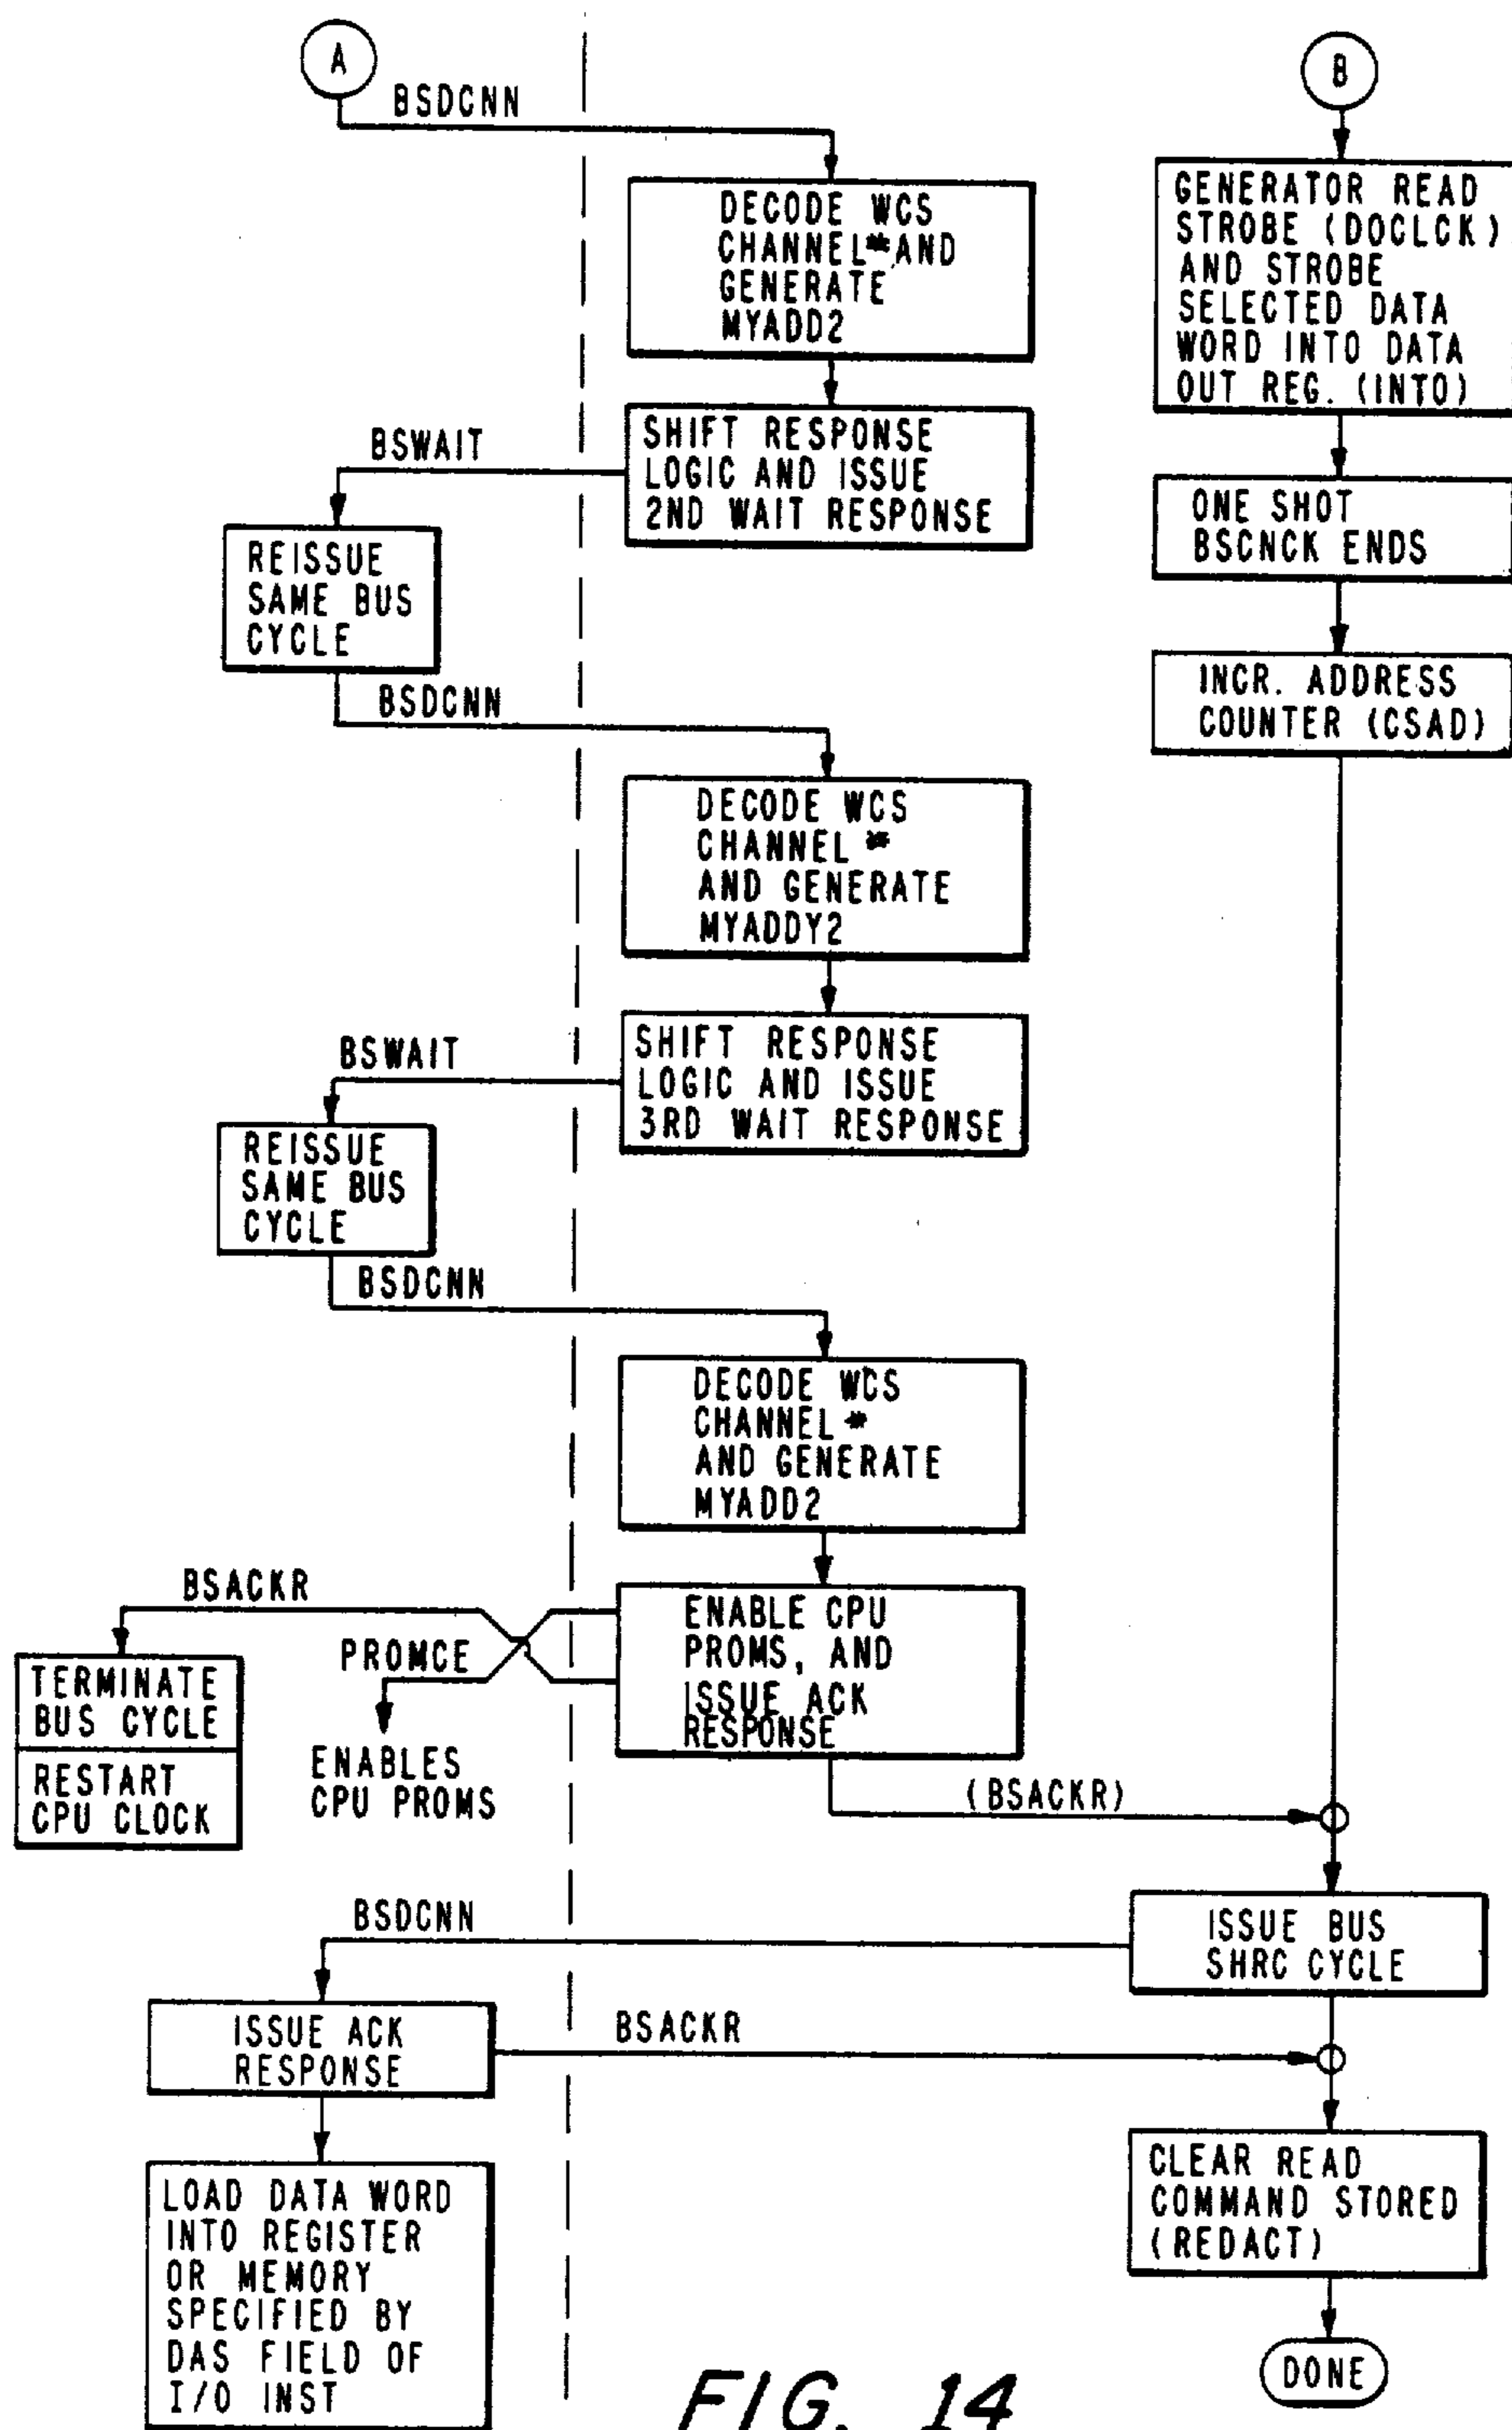 A
BSDCNN
B
DECODE WCS
CHANNEL# AND
GENERATE
MYADD2
GENERATOR READ
STROBE (DOCLCK)
AND STROBE
SELECTED DATA
WORD INTO DATA
OUT REG. (INTO)
SHIFT RESPONSE
LOGIC AND ISSUE
2ND WAIT RESPONSE
BSWAIT
ONE SHOT
BSCNCK ENDS
REISSUE
SAME BUS
CYCLE
INCR. ADDRESS
COUNTER (CSAD)
BSDCNN
DECODE WCS
CHANNEL #
AND GENERATE
MYADDY2
SHIFT RESPONSE
LOGIC AND ISSUE
3RD WAIT RESPONSE
BSWAIT
REISSUE
SAME BUS
CYCLE
BSDCNN
DECODE WCS
CHANNEL #
AND GENERATE
MYADD2
BSACKR
PROMCE
ENABLE CPU
PROMS, AND
ISSUE ACK
RESPONSE
TERMINATE
BUS CYCLE
RESTART
CPU CLOCK
ENABLES
CPU PROMS
(BSACKR)
BSDCNN
ISSUE BUS
SHRC CYCLE
ISSUE ACK
RESPONSE
BSACKR
LOAD DATA WORD
INTO REGISTER
OR MEMORY
SPECIFIED BY
DAS FIELD OF
I/O INST
CLEAR READ
COMMAND STORED
(REDACT)
DONE
FIG. 14